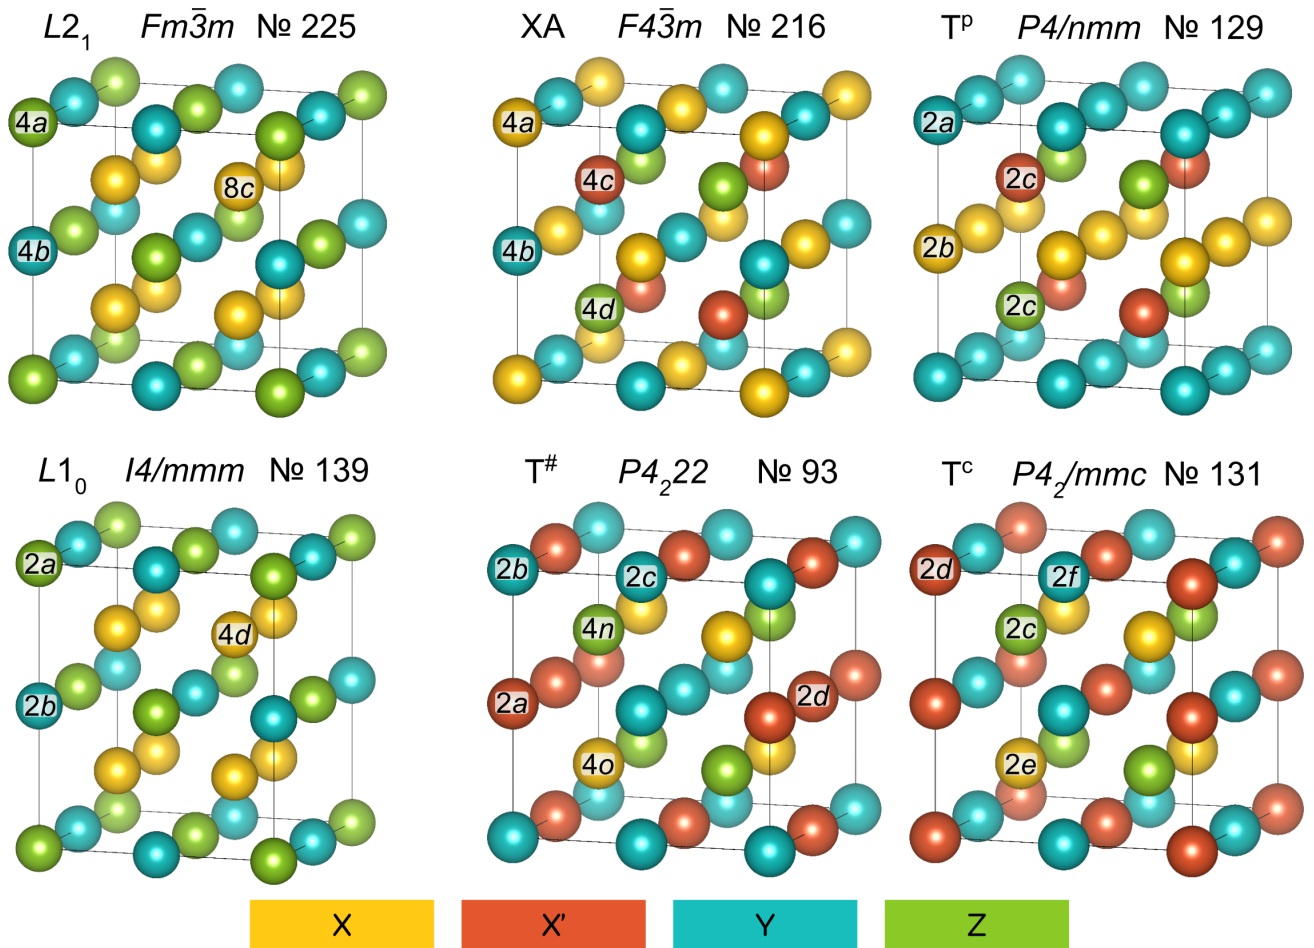 L2₁ Fm3̅m № 225
XA F43̅m № 216
Tᵖ P4/nmm № 129
4a
8c
4b
4a
4c
4b
4d
2a
2c
2b
2c
L1₀ I4/mmm № 139
T^# P4₂22 № 93
Tᶜ P4₂/mmc № 131
2a
4d
2b
2b
2c
4n
2a
2d
4o
2d
2f
2c
2e
X
X'
Y
Z